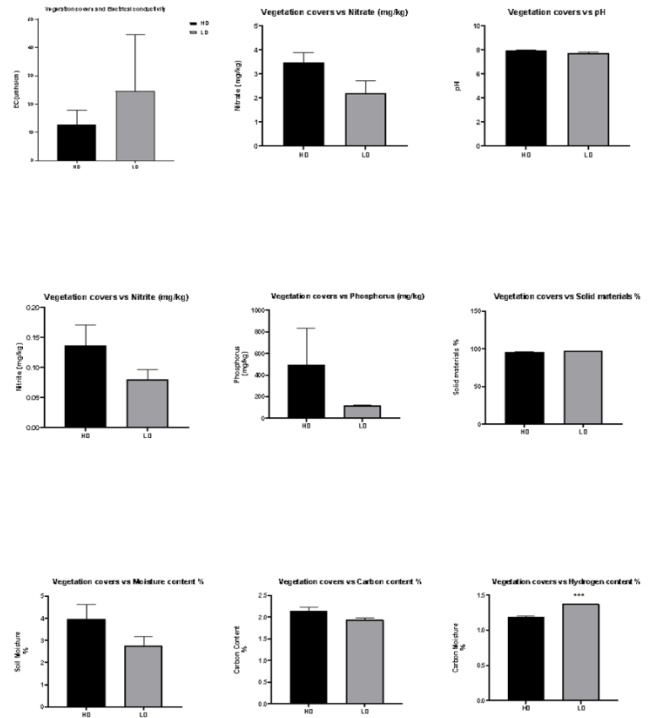 Vegetation covers and Electrical conductivity
HD
LD
HD
LD
Vegetation covers vs Nitrate (mg/kg)
Nitrate (mg/kg)
5
4
3
2
1
0
HD
LD
Vegetation covers vs pH
pH
10
8
6
4
2
0
HD
LD
Vegetation covers vs Nitrite (mg/kg)
Nitrite (mg/kg)
0.20
0.15
0.10
0.05
0.00
HD
LD
Vegetation covers vs Phosphorus (mg/kg)
Phosphorus
(mg/kg)
1000
800
600
400
200
0
HD
LD
Vegetation covers vs Solid materials %
Solid materials %
150
100
50
0
HD
LD
Vegetation covers vs Moisture content %
Soil Moisture
%
5
4
3
2
1
0
HD
LD
Vegetation covers vs Carbon content %
Carbon Content
%
2.5
2.0
1.5
1.0
0.5
0.0
HD
LD
Vegetation covers vs Hydrogen content %
Carbon Moisture
%
1.5
1.0
0.5
0.0
***
HD
LD